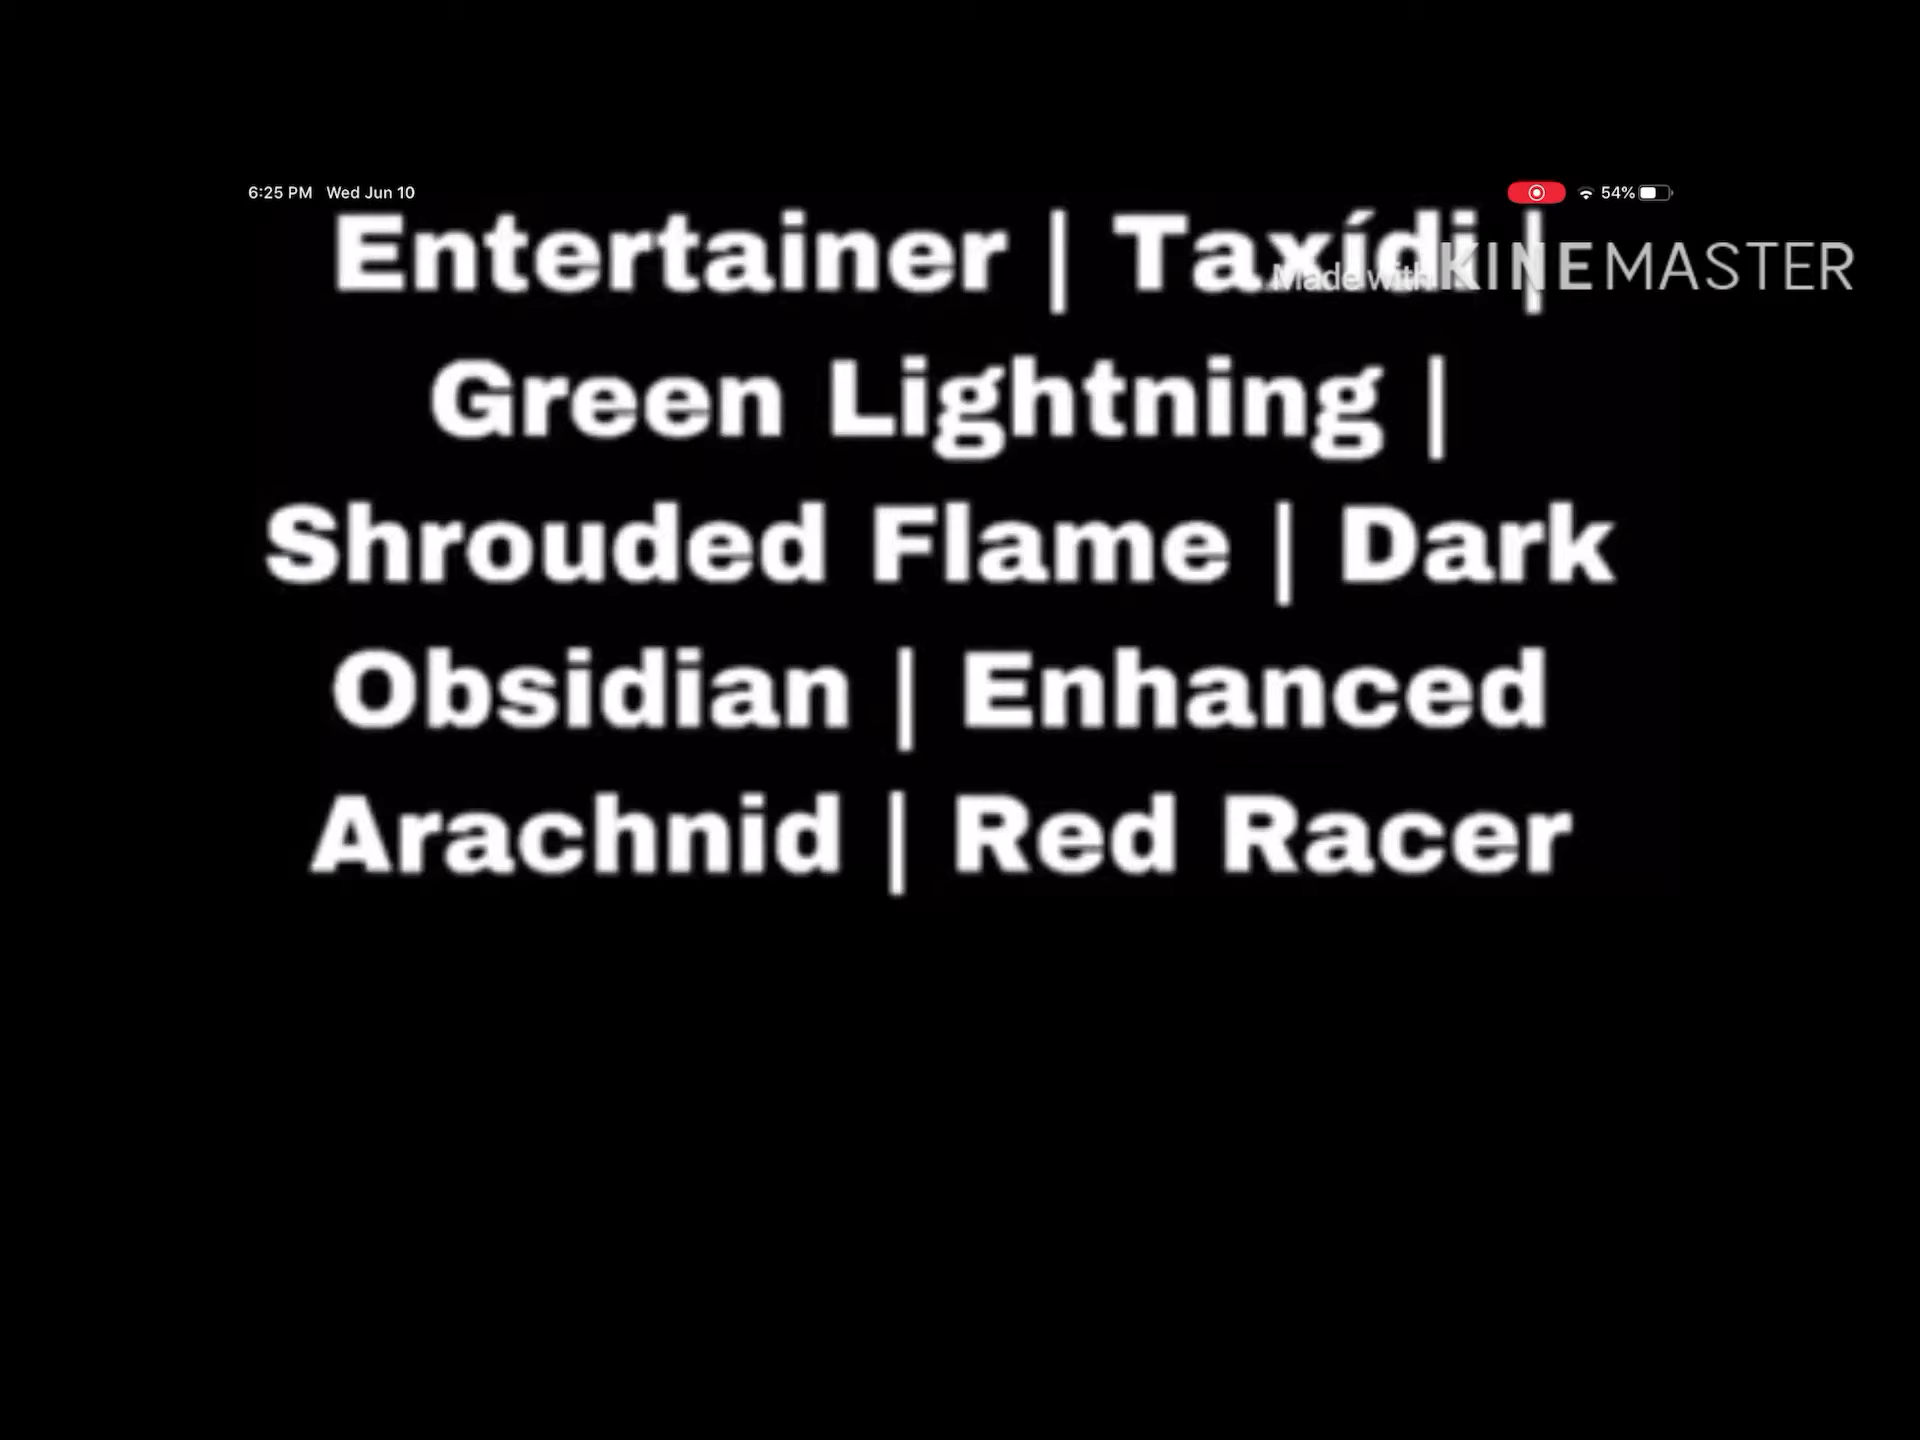 6:25 PM Wed Jun 10 54%
Entertainer | Taxídi |
Made with KINEMASTER
Green Lightning |
Shrouded Flame | Dark
Obsidian | Enhanced
Arachnid | Red Racer